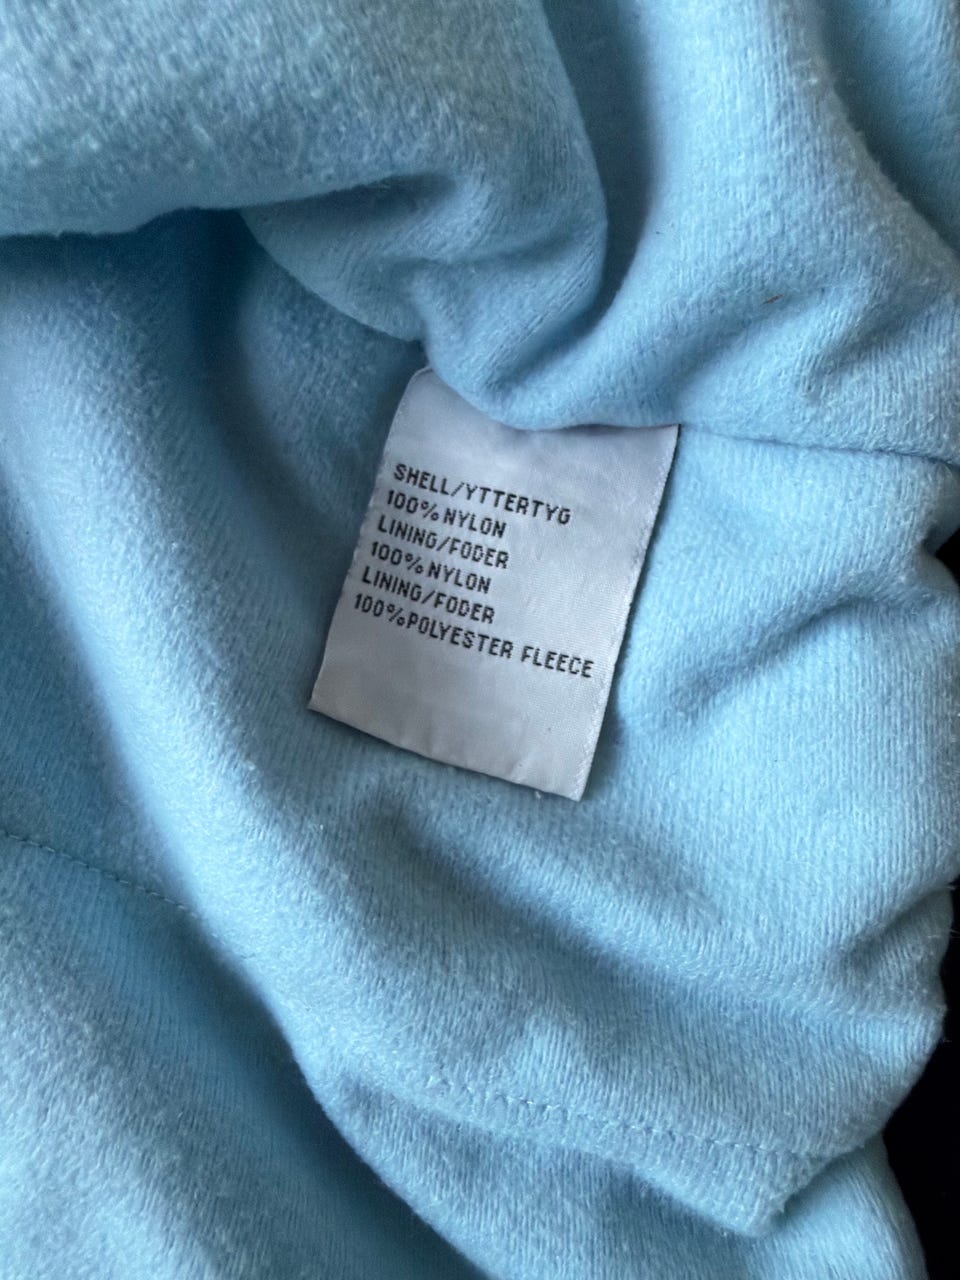 SHELL/YTTERTYG
100% NYLON
LINING/FODER
100% NYLON
LINING/FODER
100%POLYESTER FLEECE